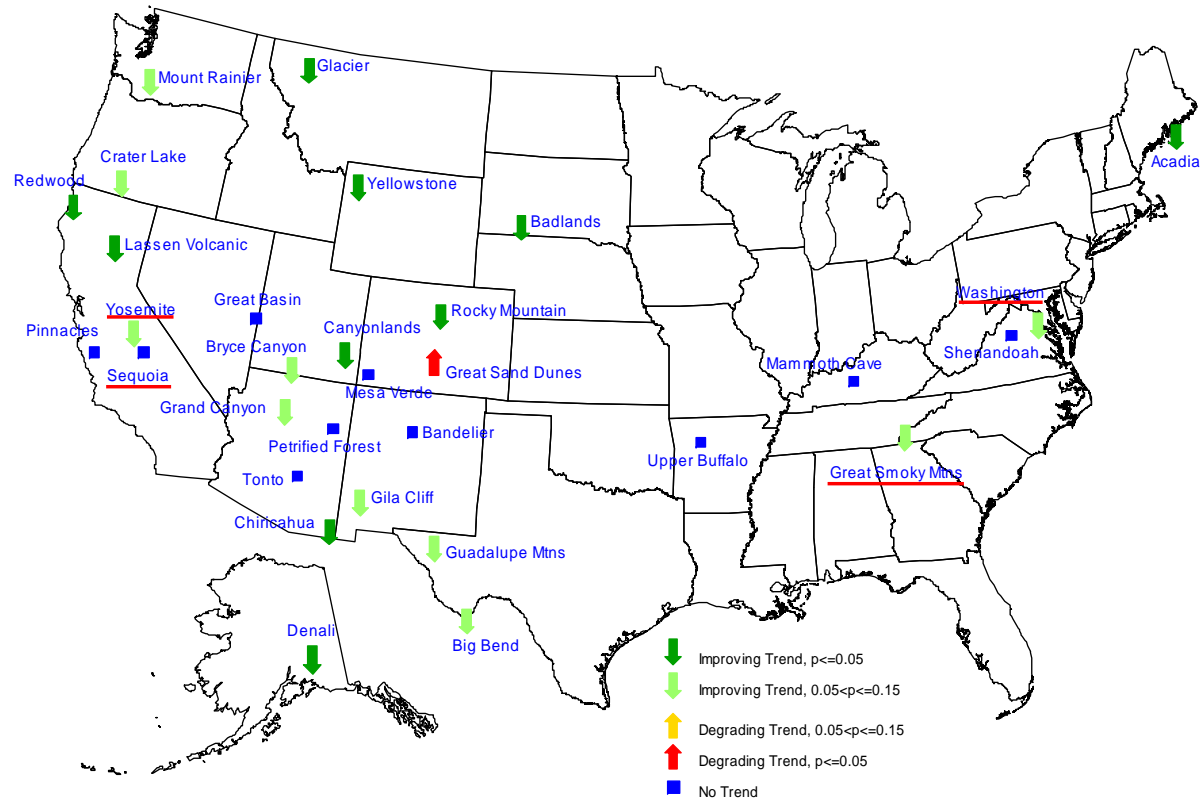 Glacier
Mount Rainier
Crater Lake
Acadia
Redwood
Yellowstone
Badlands
Lassen Volcanic
Washington
Great Basin
Yosemite
Rocky Mountain
Pinnacles
Canyonlands
Bryce Canyon
Shenandoah
Mammoth Cave
Sequoia
Great Sand Dunes
Mesa Verde
Grand Canyon
Bandelier
Petrified Forest
Upper Buffalo
Great Smoky Mtns
Tonto
Gila Cliff
Chiricahua
Guadalupe Mtns
Denali
Big Bend
Improving Trend, p<=0.05
Improving Trend, 0.05<p<=0.15
Degrading Trend, 0.05<p<=0.15
Degrading Trend, p<=0.05
No Trend